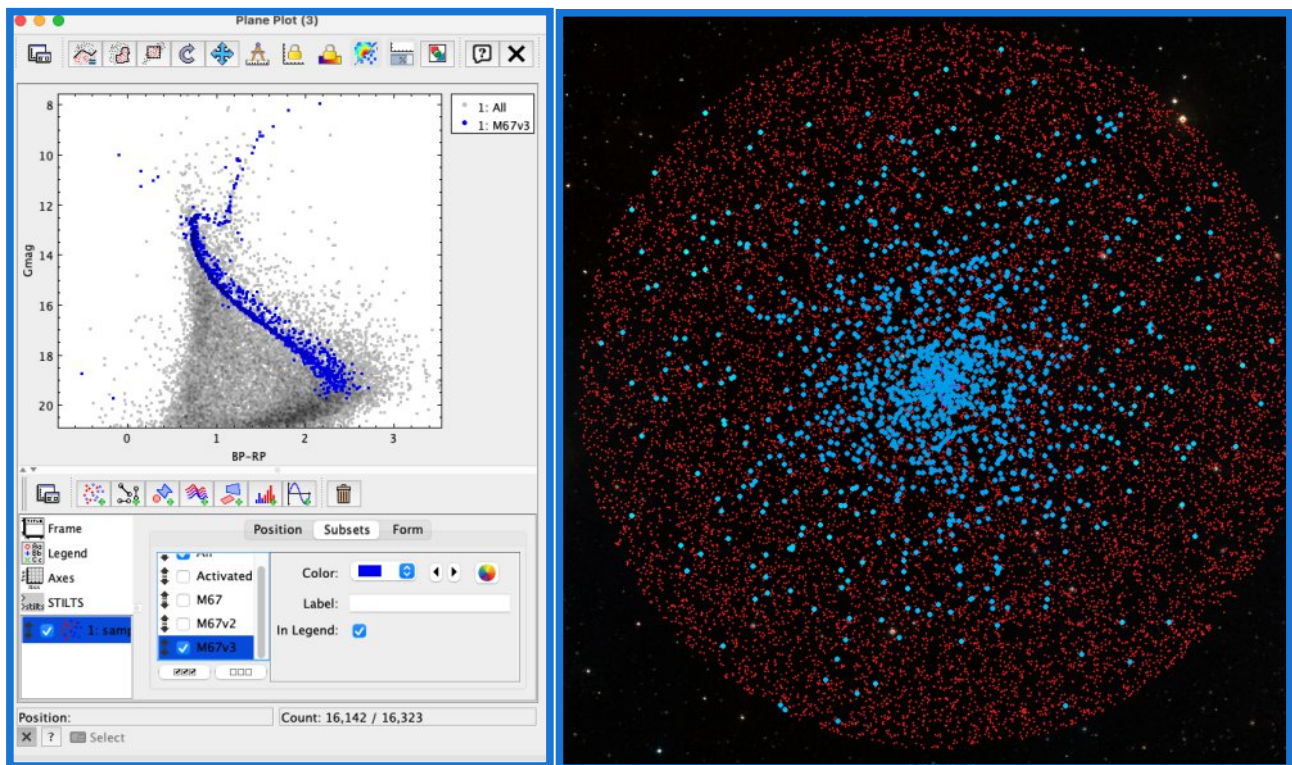 Plane Plot (3)
8
10
12
14
16
18
20
Gmag
0
1
2
3
BP-RP
1: All
1: M67v3
Frame
Legend
Axes
STILTS
1: samp
Position
Subsets
Form
All
Activated
M67
M67v2
M67v3
Color:
Label:
In Legend:
Position:
Count: 16,142 / 16,323
Select